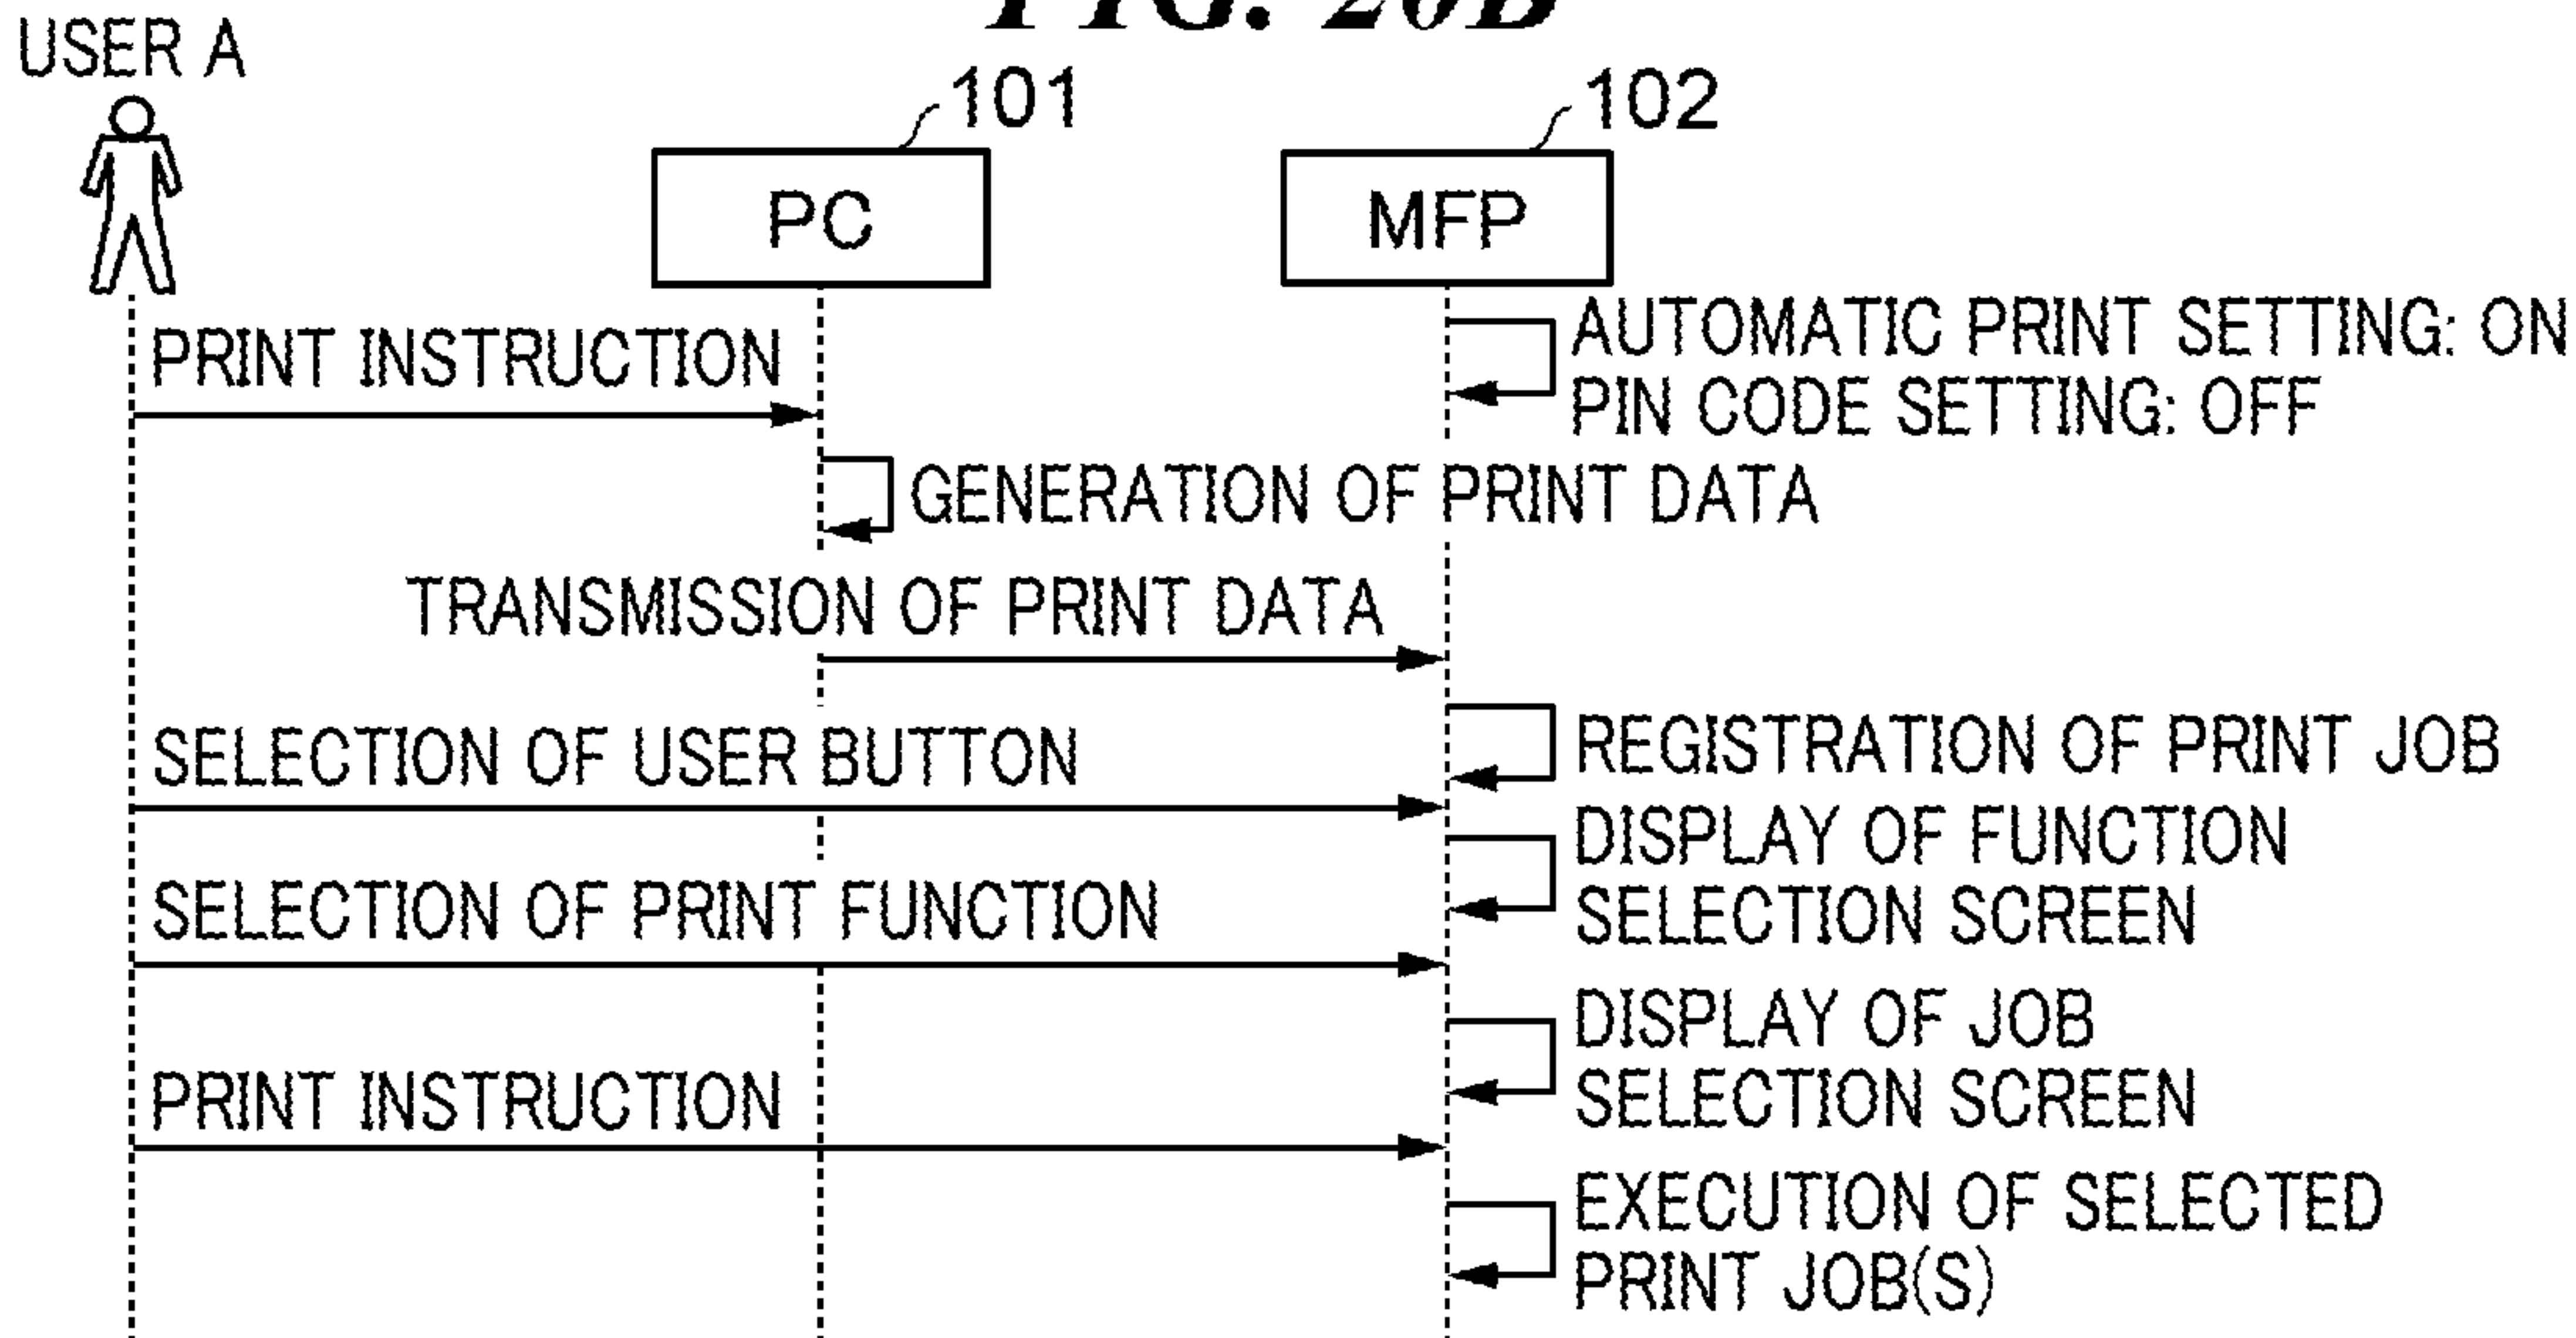 FIG. 20B
USER A
101
102
PC
MFP
AUTOMATIC PRINT SETTING: ON
PIN CODE SETTING: OFF
PRINT INSTRUCTION
GENERATION OF PRINT DATA
TRANSMISSION OF PRINT DATA
REGISTRATION OF PRINT JOB
SELECTION OF USER BUTTON
DISPLAY OF FUNCTION
SELECTION SCREEN
SELECTION OF PRINT FUNCTION
DISPLAY OF JOB
SELECTION SCREEN
PRINT INSTRUCTION
EXECUTION OF SELECTED
PRINT JOB(S)